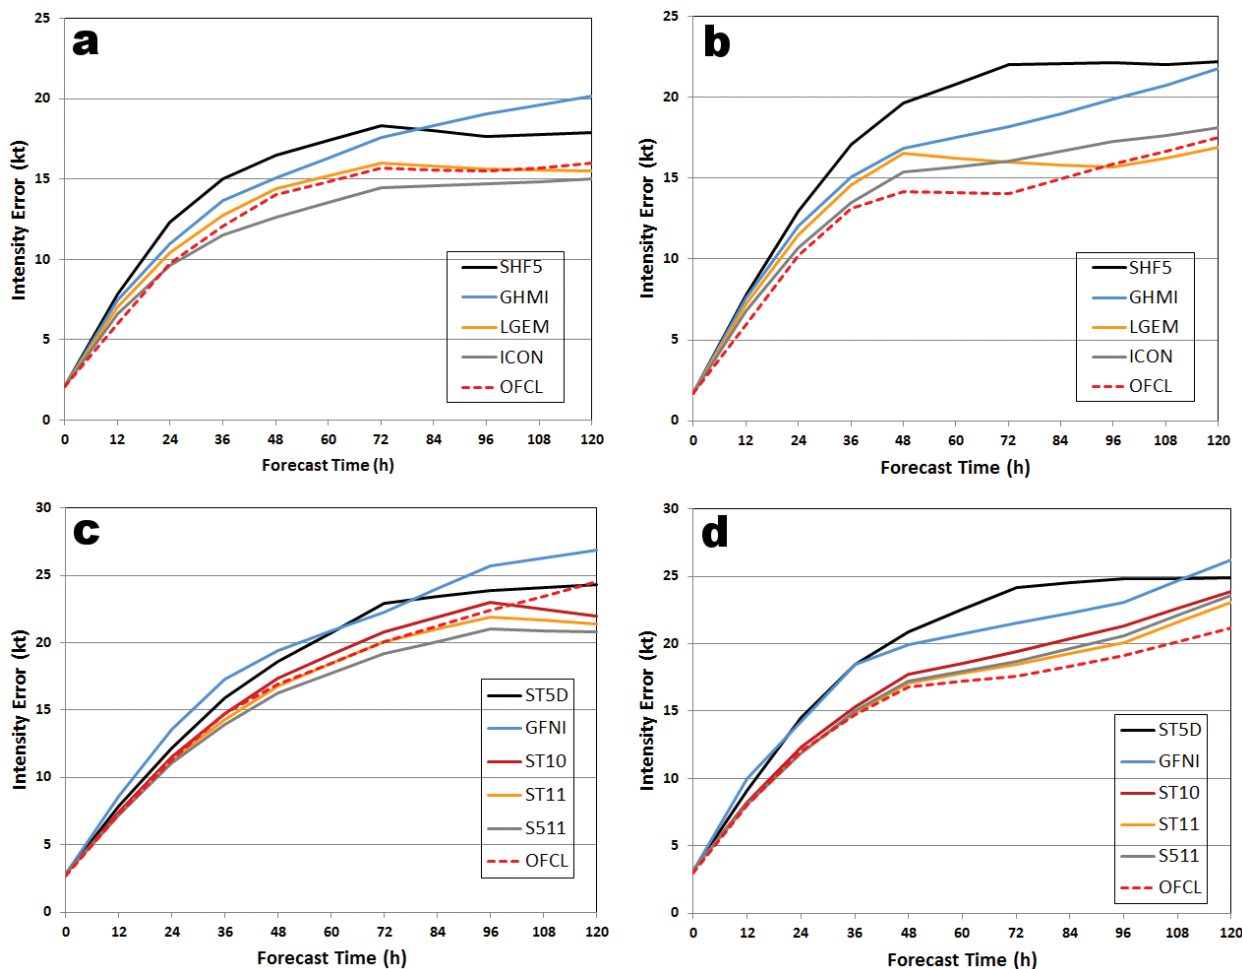 a
25
20
15
10
5
0
Intensity Error (kt)
0 12 24 36 48 60 72 84 96 108 120
Forecast Time (h)
SHF5
GHMI
LGEM
ICON
OFCL
b
25
20
15
10
5
0
Intensity Error (kt)
0 12 24 36 48 60 72 84 96 108 120
Forecast Time (h)
SHF5
GHMI
LGEM
ICON
OFCL
c
30
25
20
15
10
5
0
Intensity Error (kt)
0 12 24 36 48 60 72 84 96 108 120
Forecast Time (h)
ST5D
GFNI
ST10
ST11
S511
OFCL
d
30
25
20
15
10
5
0
Intensity Error (kt)
0 12 24 36 48 60 72 84 96 108 120
Forecast Time (h)
ST5D
GFNI
ST10
ST11
S511
OFCL